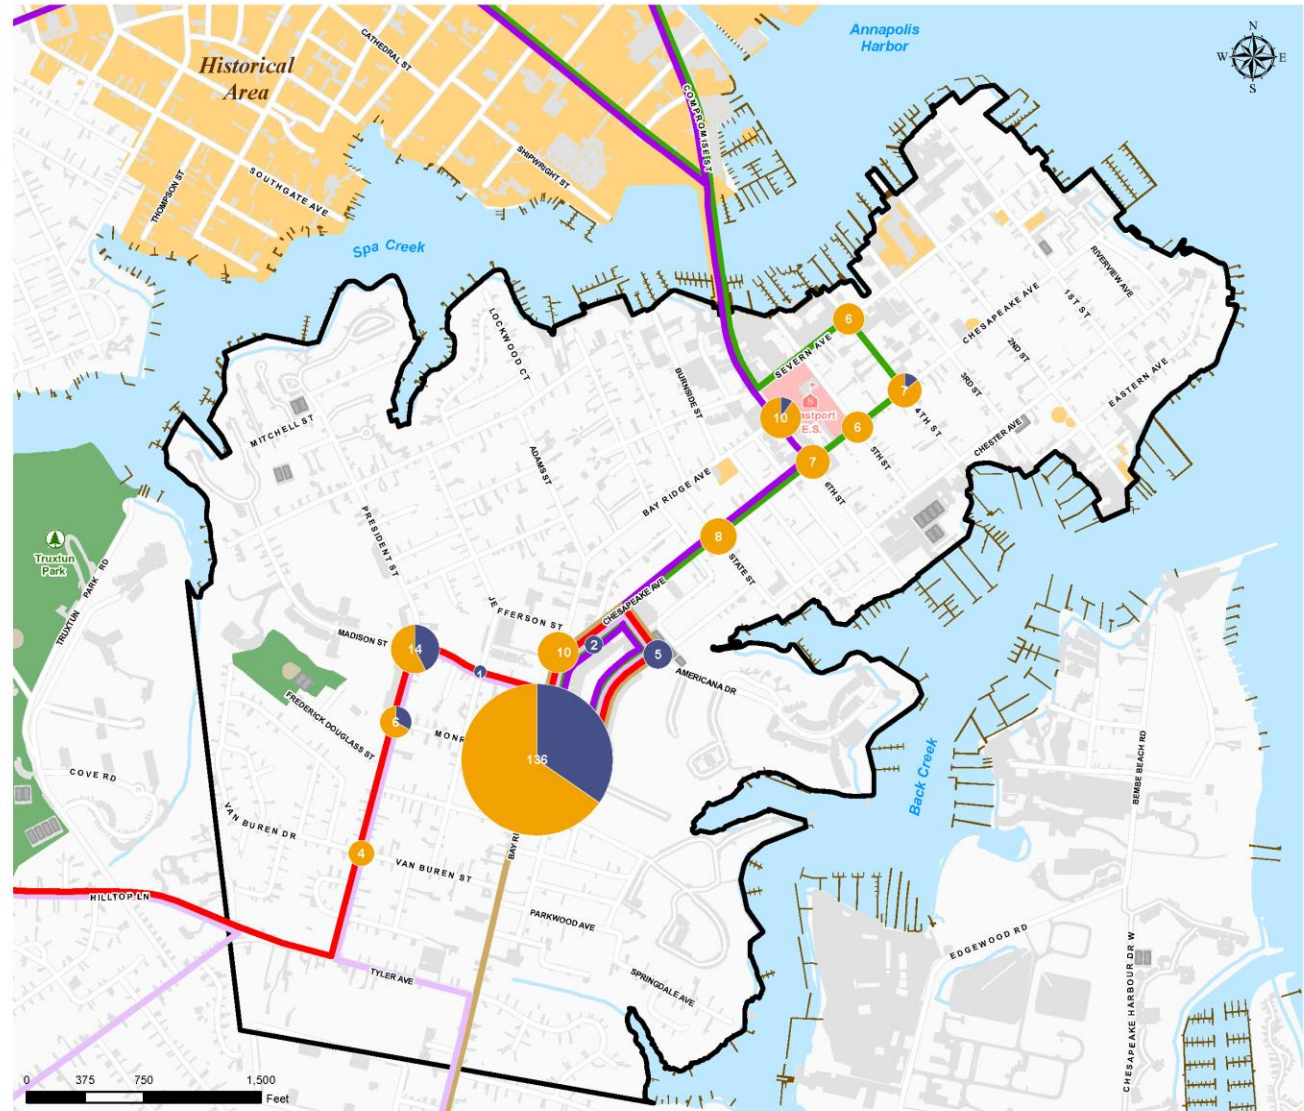 Annapolis
Harbor
N
W
E
S
CATHEDRAL ST
Historical
Area
COMPROMISE ST
SHIPWRIGHT ST
THOMPSON ST
SOUTHGATE AVE
Spa Creek
RIVERVIEW AVE
1ST ST
CHESAPEAKE AVE
LOCKWOOD CT
6
SEVERN AVE
2ND ST
EASTERN AVE
BURNSIDE ST
3RD ST
7
10
S
Eastport
E.S.
4TH ST
6
MITCHELL ST
CHESTER AVE
ADAMS ST
5TH ST
7
BAY RIDGE AVE
6TH ST
PRESIDENT ST
8
Truxtun
Park
TRUXTUN PARK RD
STATE ST
CHESAPEAKE AVE
JEFFERSON ST
MADISON ST
14
10
2
5
1
AMERICANA DR
FREDERICK DOUGLASS ST
6
MONR
136
COVE RD
Back Creek
BEMBE BEACH RD
VAN BUREN DR
4
BAY RI
VAN BUREN ST
HILLTOP LN
PARKWOOD AVE
EDGEWOOD RD
TYLER AVE
SPRINGDALE AVE
CHESAPEAKE HARBOUR DR W
0 375 750 1,500
Feet